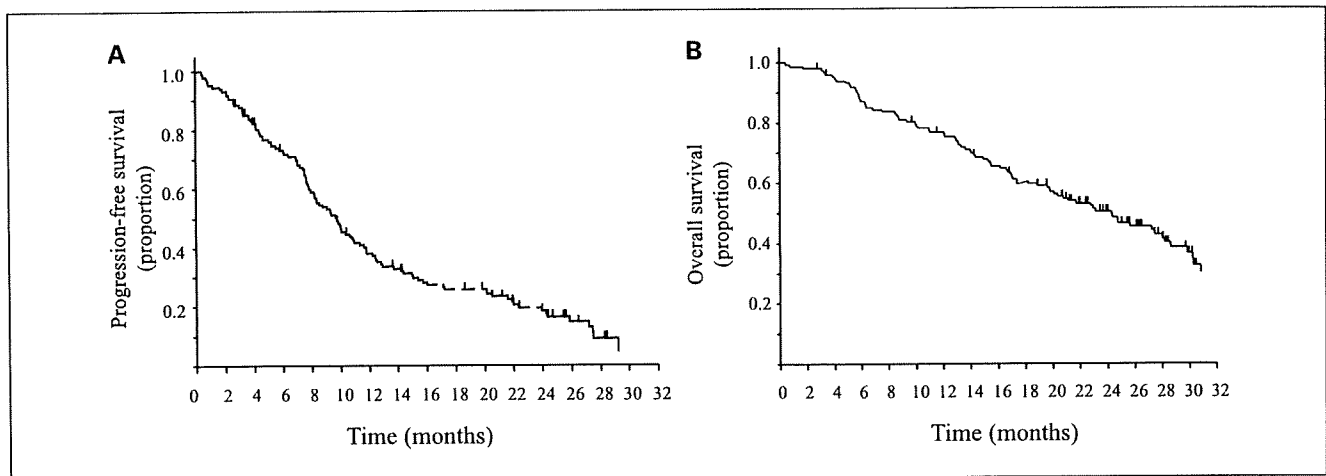 A
Progression-free survival
(proportion)
1.0
0.8
0.6
0.4
0.2
0 2 4 6 8 10 12 14 16 18 20 22 24 26 28 30 32
Time (months)
B
Overall survival
(proportion)
1.0
0.8
0.6
0.4
0.2
0 2 4 6 8 10 12 14 16 18 20 22 24 26 28 30 32
Time (months)